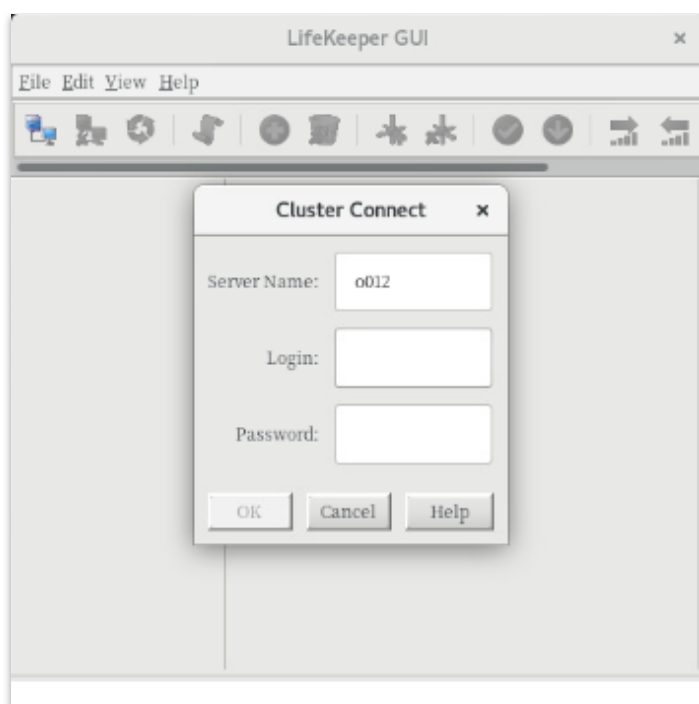 LifeKeeper GUI
File Edit View Help
Cluster Connect
Server Name: o012
Login:
Password:
OK Cancel Help